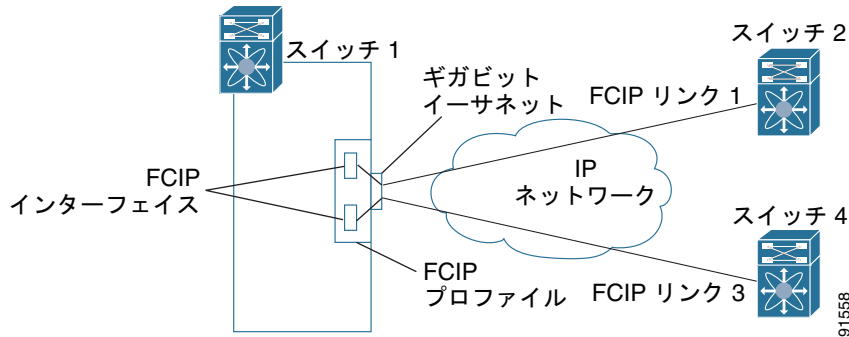 スイッチ 1
スイッチ 2
ギガビット
イーサネット
FCIP リンク 1
IP
ネットワーク
FCIP
インターフェイス
スイッチ 4
FCIP
プロファイル
FCIP リンク 3
91558